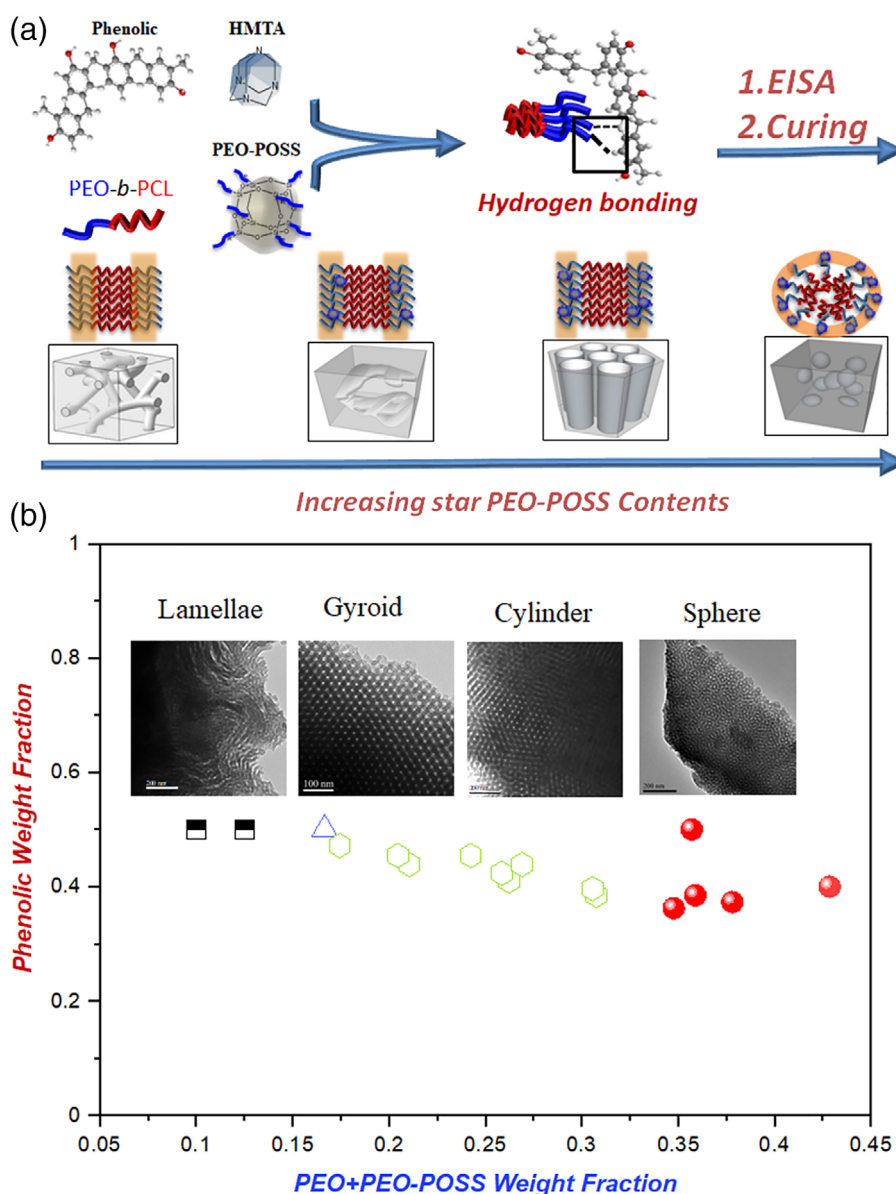 (a)
Phenolic
HMTA
N
N
N
N
PEO-POSS
PEO-b-PCL
Hydrogen bonding
1.EISA
2.Curing
Increasing star PEO-POSS Contents
(b)
Lamellae
Gyroid
Cylinder
Sphere
200 nm
100 nm
200 nm
200 nm
Phenolic Weight Fraction
1
0.8
0.6
0.4
0.2
0
0.05
0.1
0.15
0.2
0.25
0.3
0.35
0.4
0.45
PEO+PEO-POSS Weight Fraction